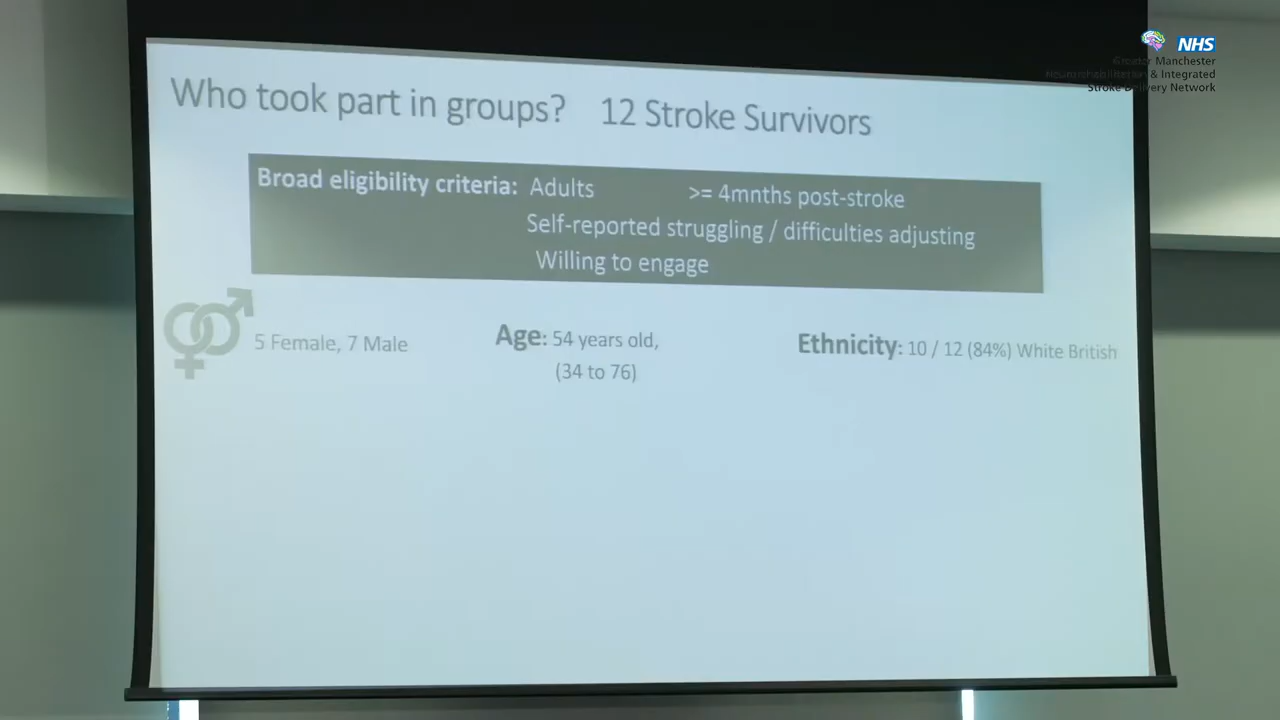 NHS
Greater Manchester
Neurorehabilitation & Integrated
Stroke Delivery Network
Who took part in groups? 12 Stroke Survivors
Broad eligibility criteria: Adults >= 4mnths post-stroke
Self-reported struggling / difficulties adjusting
Willing to engage
5 Female, 7 Male
Age: 54 years old,
(34 to 76)
Ethnicity: 10 / 12 (84%) White British